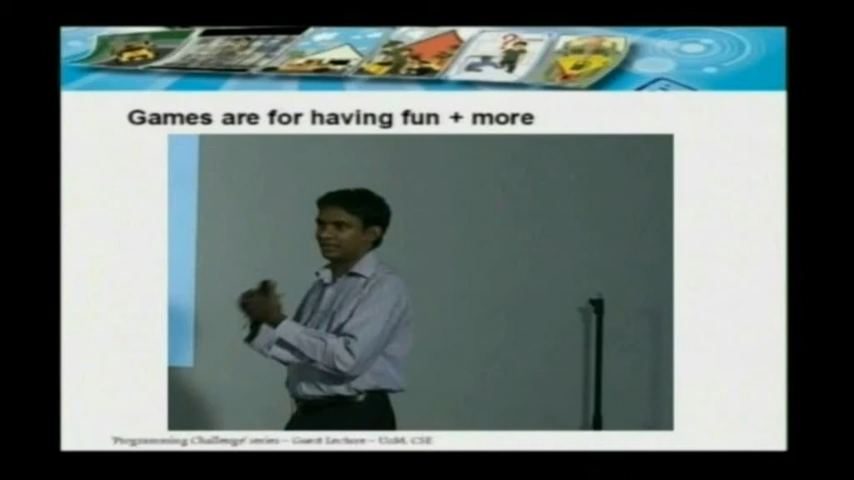 Games are for having fun + more
'Programming Challenge' series – Guest Lecture – UoM, CSE